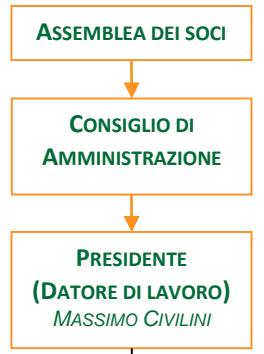 ASSEMBLEA DEI SOCI
CONSIGLIO DI
AMMINISTRAZIONE
PRESIDENTE
(DATORE DI LAVORO)
MASSIMO CIVILINI